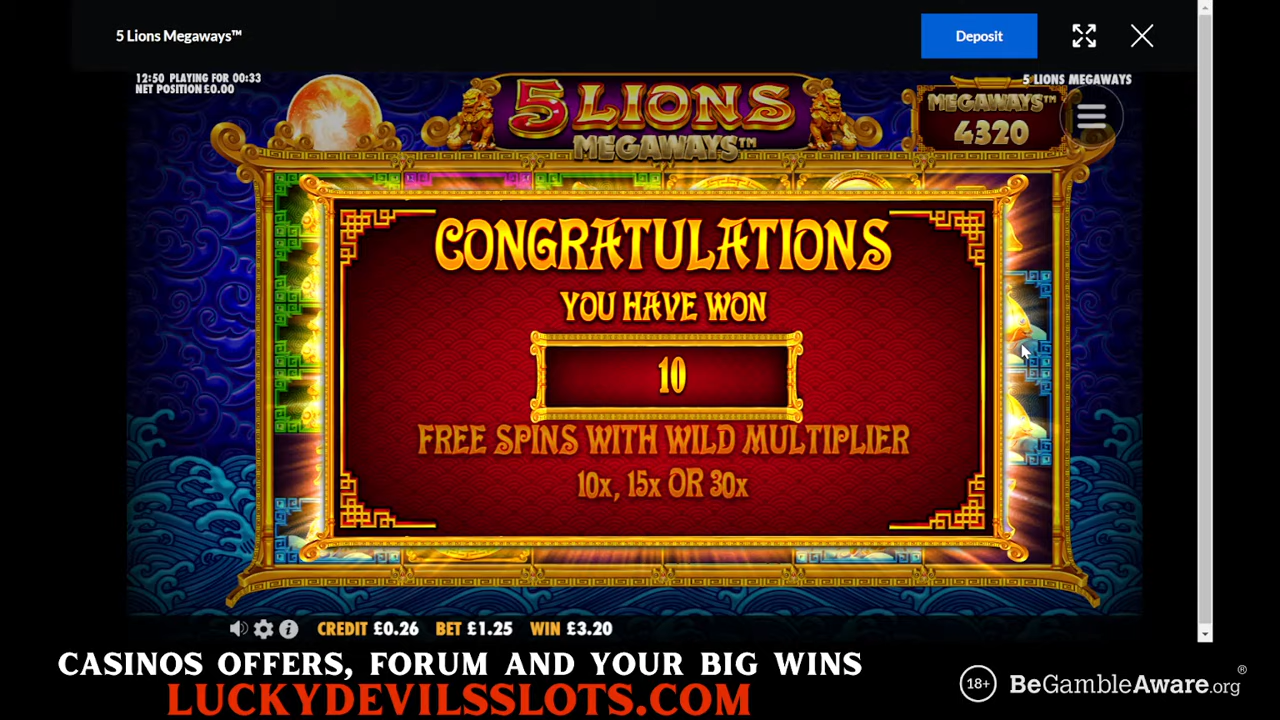 5 Lions Megaways™
Deposit
12:50 PLAYING FOR 00:33
NET POSITION £0.00
5 LIONS MEGAWAYS
5 LIONS
MEGAWAYS™
MEGAWAYS™
4320
CONGRATULATIONS
YOU HAVE WON
10
FREE SPINS WITH WILD MULTIPLIER
10x, 15x OR 30x
CREDIT £0.26 BET £1.25 WIN £3.20
CASINOS OFFERS, FORUM AND YOUR BIG WINS
LUCKYDEVILSSLOTS.COM
18+ BeGambleAware.org®